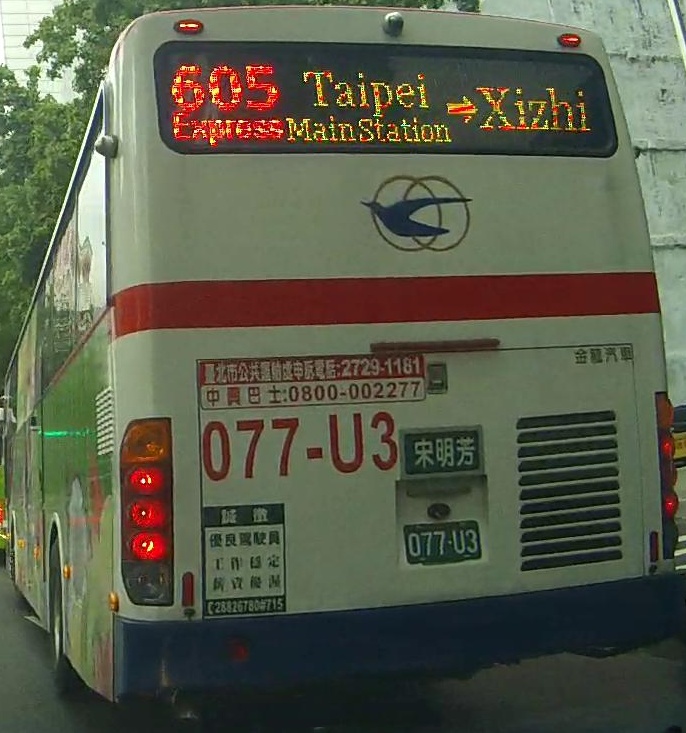 605 Taipei ⇒ Xizhi
Express Main Station
金龍汽車
臺北市公共運輸處申訴電話:2729-1181
中興巴士:0800-002277
077-U3
宋明芳
077-U3
誠徵
優良駕駛員
工作穩定
薪資優渥
28826780#715